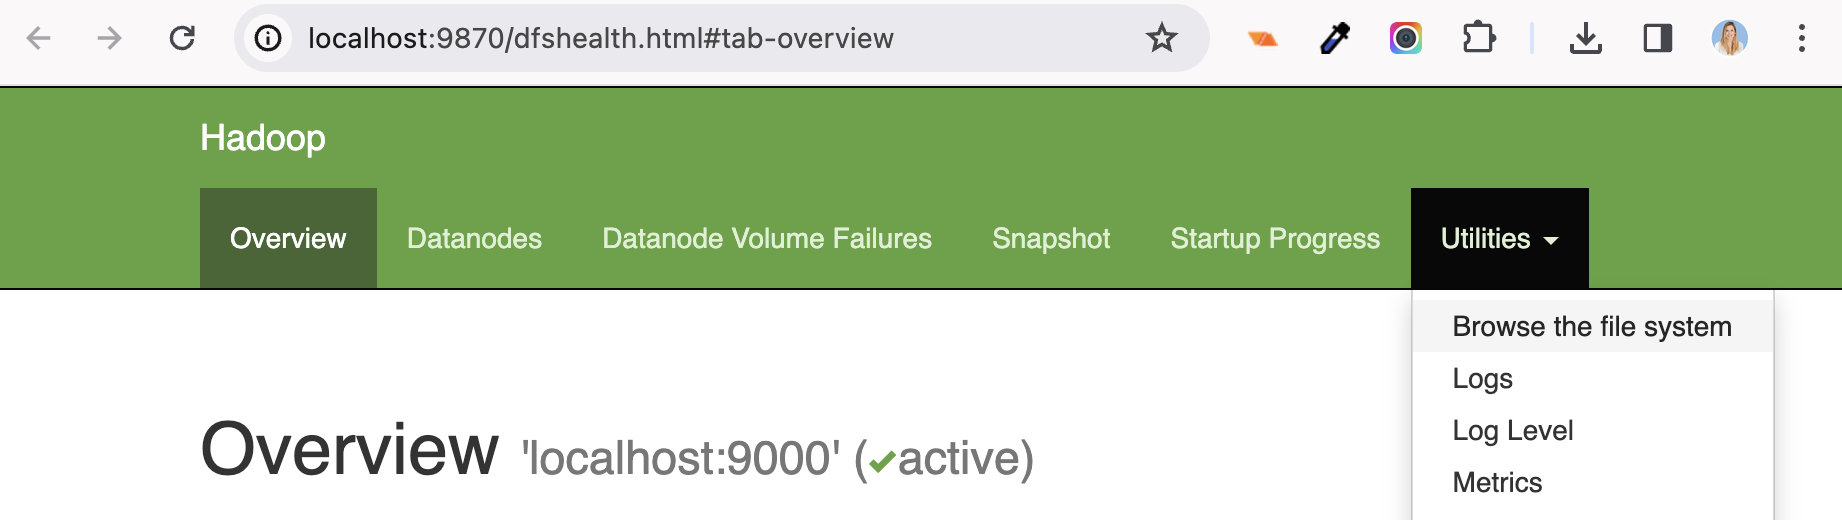 localhost:9870/dfshealth.html#tab-overview
Hadoop
Overview Datanodes Datanode Volume Failures Snapshot Startup Progress Utilities
Browse the file system
Logs
Log Level
Metrics
Overview 'localhost:9000' (✓active)